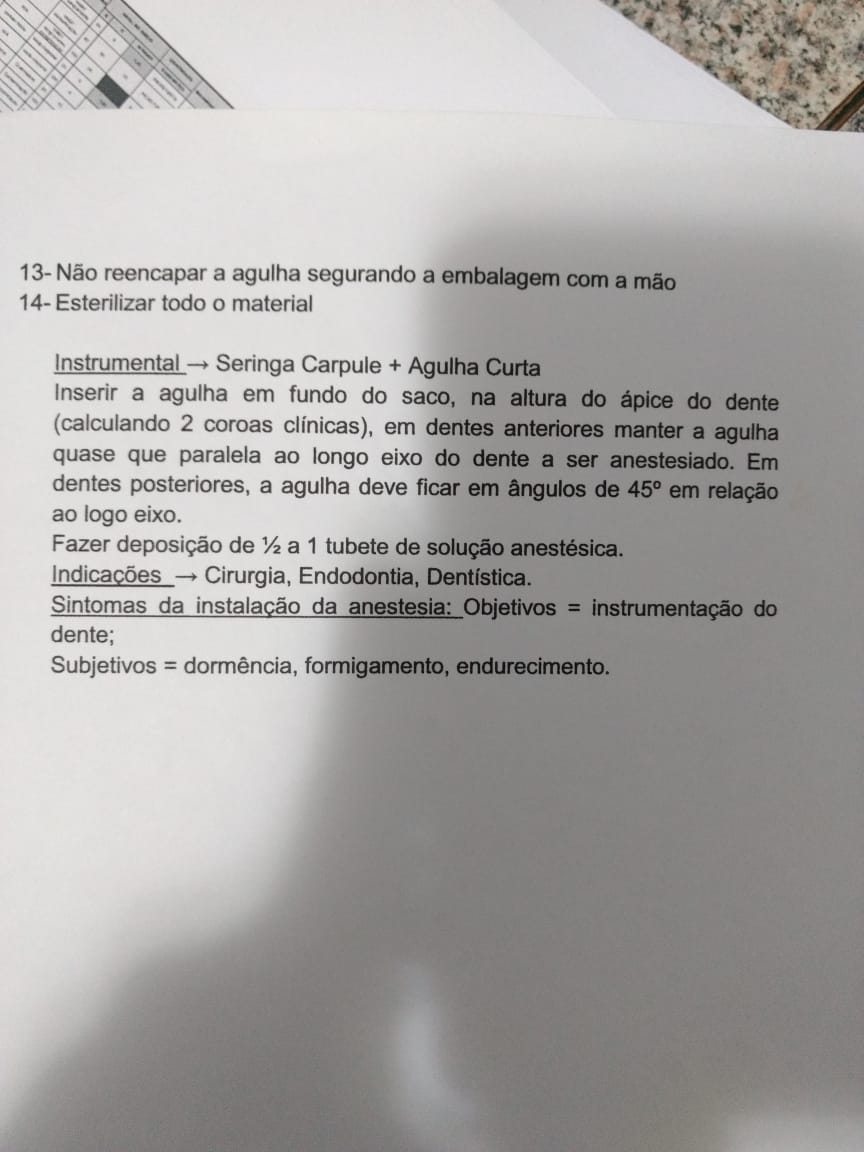 13- Não reencapar a agulha segurando a embalagem com a mão
14- Esterilizar todo o material
Instrumental → Seringa Carpule + Agulha Curta
Inserir a agulha em fundo do saco, na altura do ápice do dente
(calculando 2 coroas clínicas), em dentes anteriores manter a agulha
quase que paralela ao longo eixo do dente a ser anestesiado. Em
dentes posteriores, a agulha deve ficar em ângulos de 45º em relação
ao logo eixo.
Fazer deposição de ½ a 1 tubete de solução anestésica.
Indicações → Cirurgia, Endodontia, Dentística.
Sintomas da instalação da anestesia: Objetivos = instrumentação do
dente;
Subjetivos = dormência, formigamento, endurecimento.